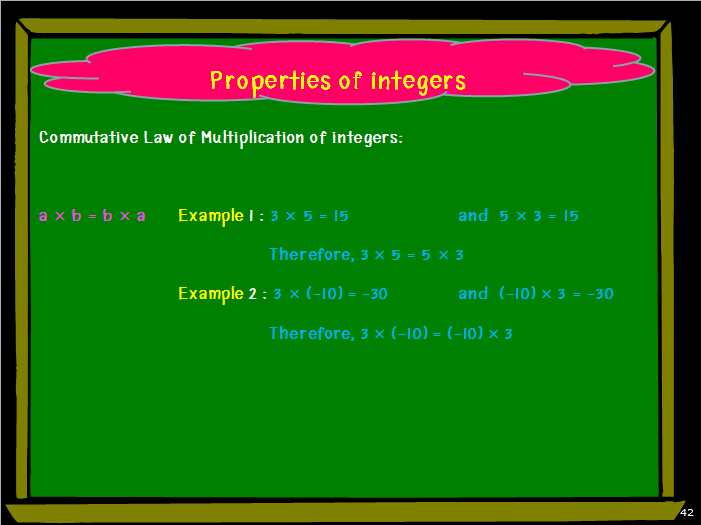 Properties of integers
Commutative Law of Multiplication of integers:
a × b = b × a Example 1 : 3 × 5 = 15 and 5 × 3 = 15
Therefore, 3 × 5 = 5 × 3
Example 2 : 3 × (-10) = -30 and (-10) × 3 = -30
Therefore, 3 × (-10) = (-10) × 3
42